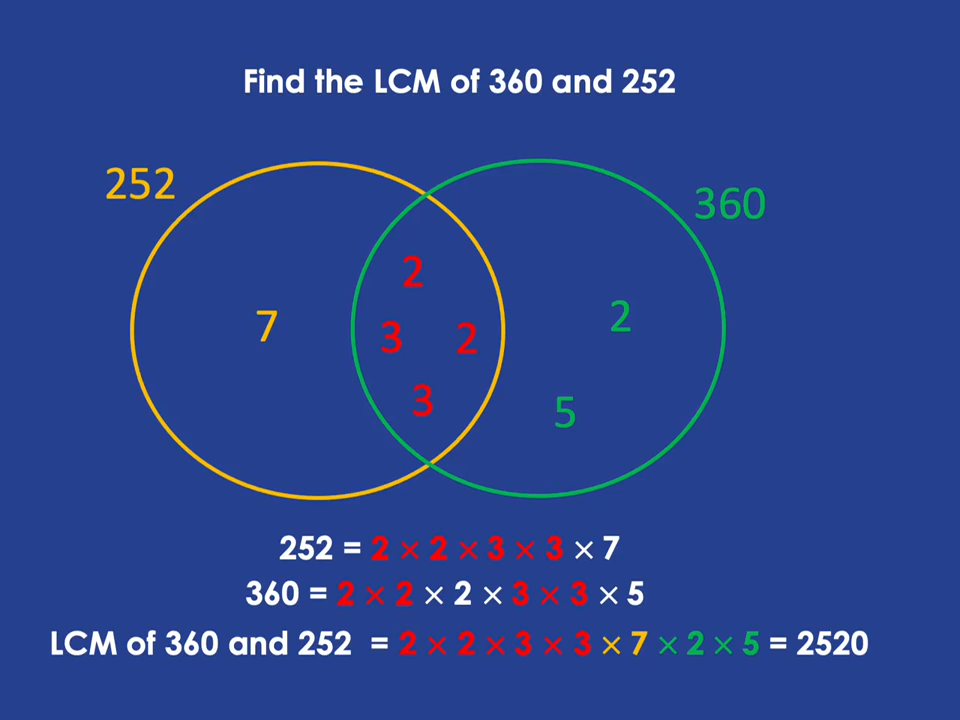 Find the LCM of 360 and 252
252
360
2
7
3 2
2
3
5
252 = 2 × 2 × 3 × 3 × 7
360 = 2 × 2 × 2 × 3 × 3 × 5
LCM of 360 and 252 = 2 × 2 × 3 × 3 × 7 × 2 × 5 = 2520